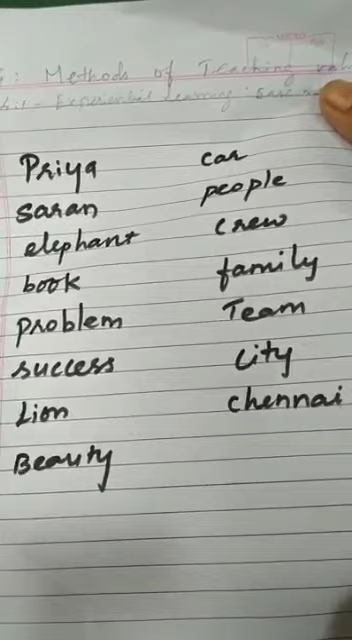 Methods of Teaching
Priya
saran
elephant
book
problem
success
Lion
Beauty
car
people
crew
family
Team
city
chennai